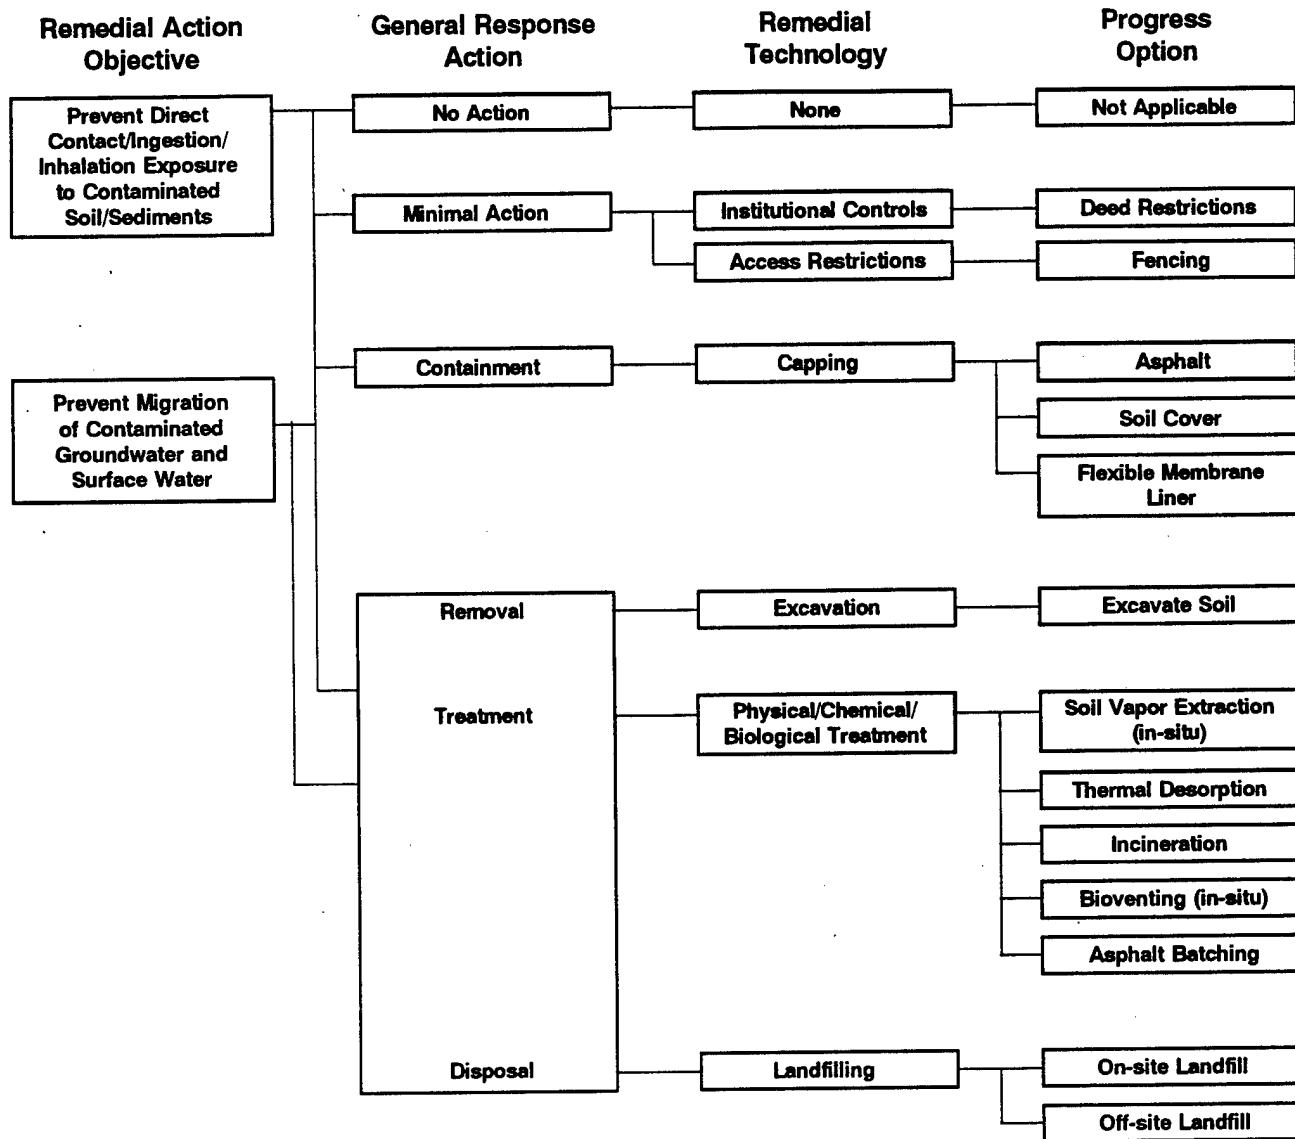 Remedial Action
Objective
General Response
Action
Remedial
Technology
Progress
Option
Prevent Direct
Contact/Ingestion/
Inhalation Exposure
to Contaminated
Soil/Sediments
No Action
None
Not Applicable
Minimal Action
Institutional Controls
Deed Restrictions
Access Restrictions
Fencing
Containment
Capping
Asphalt
Soil Cover
Flexible Membrane
Liner
Prevent Migration
of Contaminated
Groundwater and
Surface Water
Removal
Excavation
Excavate Soil
Treatment
Physical/Chemical/
Biological Treatment
Soil Vapor Extraction
(in-situ)
Thermal Desorption
Incineration
Bioventing (in-situ)
Asphalt Batching
Disposal
Landfilling
On-site Landfill
Off-site Landfill